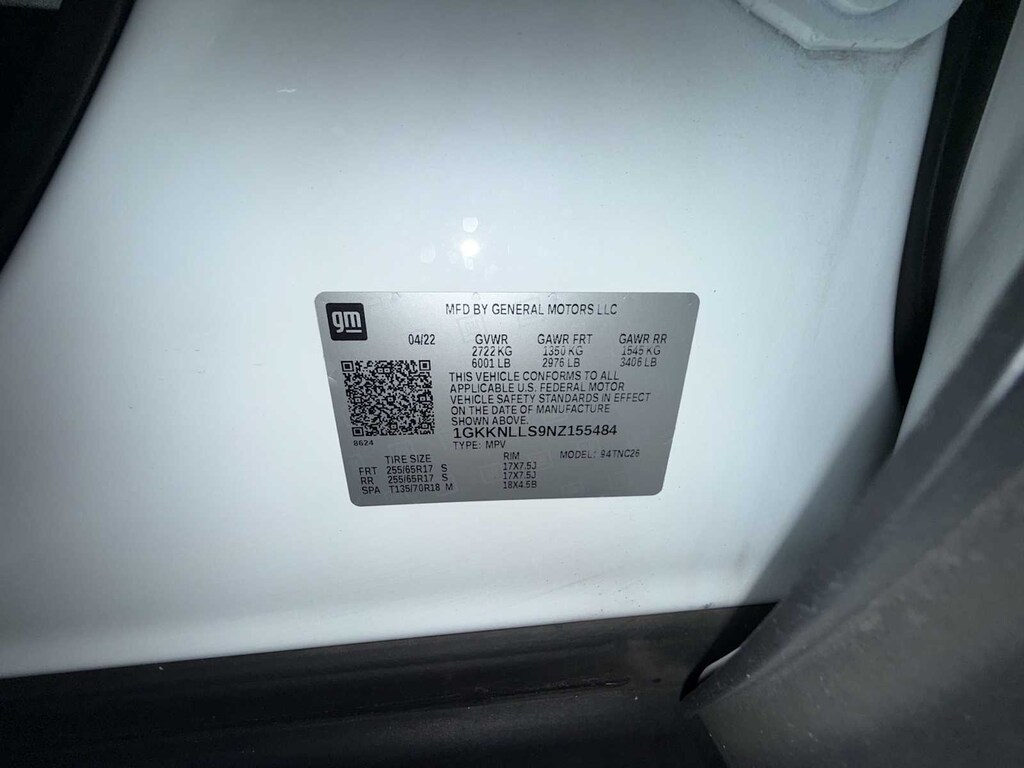 gm
MFD BY GENERAL MOTORS LLC
04/22 GVWR GAWR FRT GAWR RR
2722 KG 1350 KG 1545 KG
6001 LB 2976 LB 3406 LB
THIS VEHICLE CONFORMS TO ALL
APPLICABLE U.S. FEDERAL MOTOR
VEHICLE SAFETY STANDARDS IN EFFECT
ON THE DATE OF MANUFACTURE
SHOWN ABOVE.
8624
1GKKNLLS9NZ155484
TYPE: MPV MODEL: 94TNC26
TIRE SIZE RIM
FRT 255/65R17 S 17X7.5J
RR 255/65R17 S 17X7.5J
SPA T135/70R18 M 18X4.5B